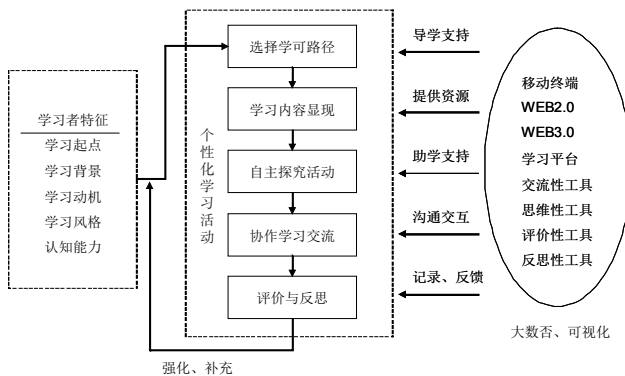 学习者特征
学习起点
学习背景
学习动机
学习风格
认知能力
个性化学习活动
选择学可路径
学习内容显现
自主探究活动
协作学习交流
评价与反思
强化、补充
导学支持
提供资源
助学支持
沟通交互
记录、反馈
移动终端
WEB2.0
WEB3.0
学习平台
交流性工具
思维性工具
评价性工具
反思性工具
大数否、可视化